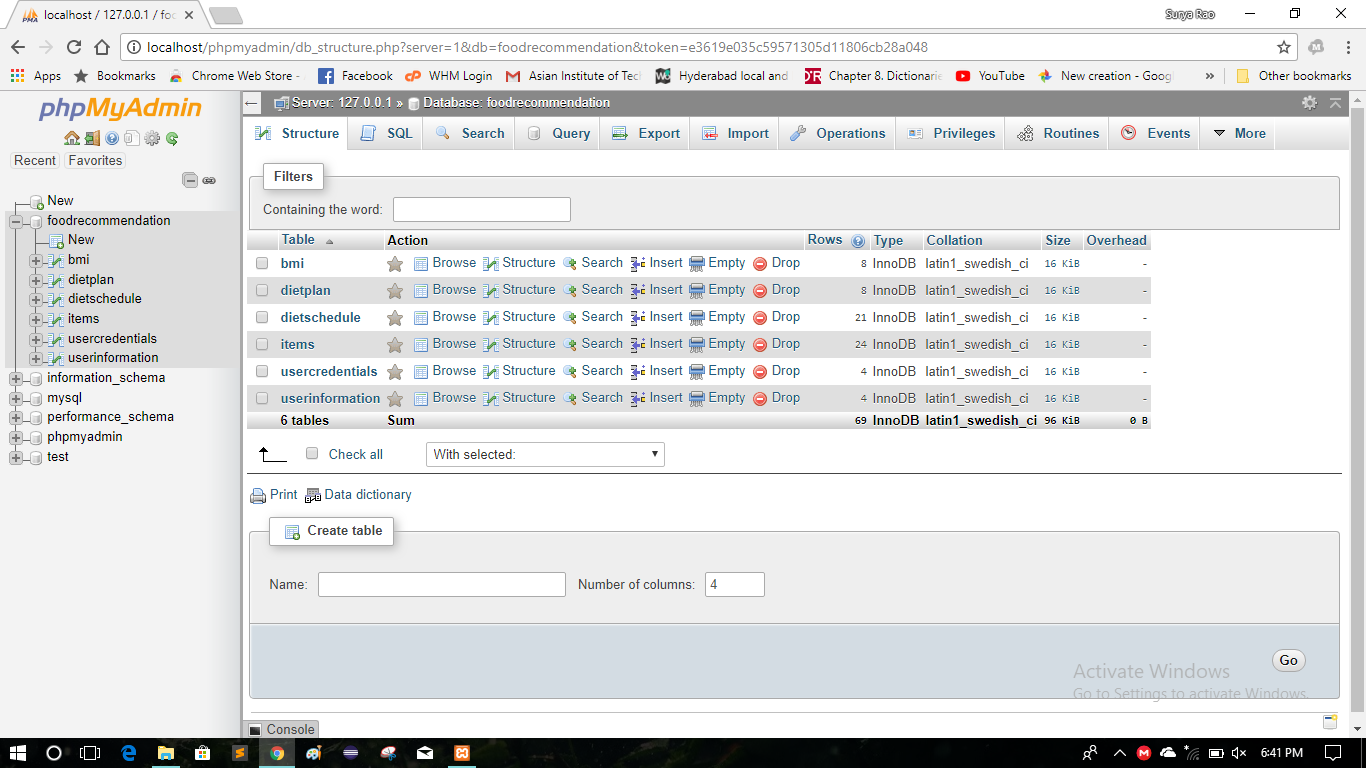 localhost / 127.0.0.1 / foc
Surya Rao
localhost/phpmyadmin/db_structure.php?server=1&db=foodrecommendation&token=e3619e035c59571305d11806cb28a048
Apps Bookmarks Chrome Web Store - Facebook WHM Login Asian Institute of Tec Hyderabad local and Chapter 8. Dictionarie YouTube New creation - Goog » Other bookmarks
phpMyAdmin
Recent Favorites
New
foodrecommendation
New
bmi
dietplan
dietschedule
items
usercredentials
userinformation
information_schema
mysql
performance_schema
phpmyadmin
test
Server: 127.0.0.1 » Database: foodrecommendation
Structure SQL Search Query Export Import Operations Privileges Routines Events More
Filters
Containing the word:
Table Action Rows Type Collation Size Overhead
bmi Browse Structure Search Insert Empty Drop 8 InnoDB latin1_swedish_ci 16 KiB -
dietplan Browse Structure Search Insert Empty Drop 8 InnoDB latin1_swedish_ci 16 KiB -
dietschedule Browse Structure Search Insert Empty Drop 21 InnoDB latin1_swedish_ci 16 KiB -
items Browse Structure Search Insert Empty Drop 24 InnoDB latin1_swedish_ci 16 KiB -
usercredentials Browse Structure Search Insert Empty Drop 4 InnoDB latin1_swedish_ci 16 KiB -
userinformation Browse Structure Search Insert Empty Drop 4 InnoDB latin1_swedish_ci 16 KiB -
6 tables Sum 69 InnoDB latin1_swedish_ci 96 KiB 0 B
Check all With selected:
Print Data dictionary
Create table
Name: Number of columns: 4
Go
Activate Windows
Go to Settings to activate Windows.
Console
6:41 PM